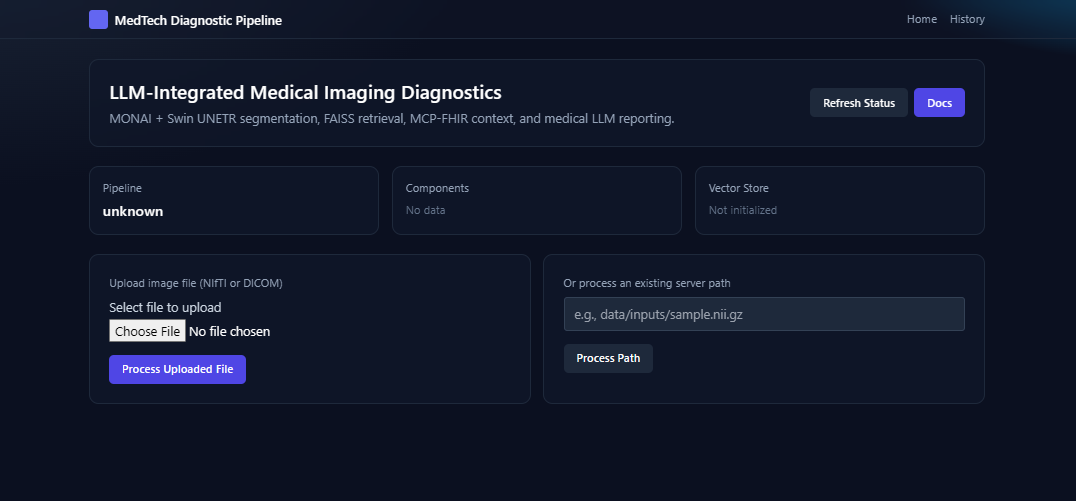 MedTech Diagnostic Pipeline
Home
History
LLM-Integrated Medical Imaging Diagnostics
MONAI + Swin UNETR segmentation, FAISS retrieval, MCP-FHIR context, and medical LLM reporting.
Refresh Status
Docs
Pipeline
unknown
Components
No data
Vector Store
Not initialized
Upload image file (NIfTI or DICOM)
Select file to upload
Choose File No file chosen
Process Uploaded File
Or process an existing server path
e.g., data/inputs/sample.nii.gz
Process Path